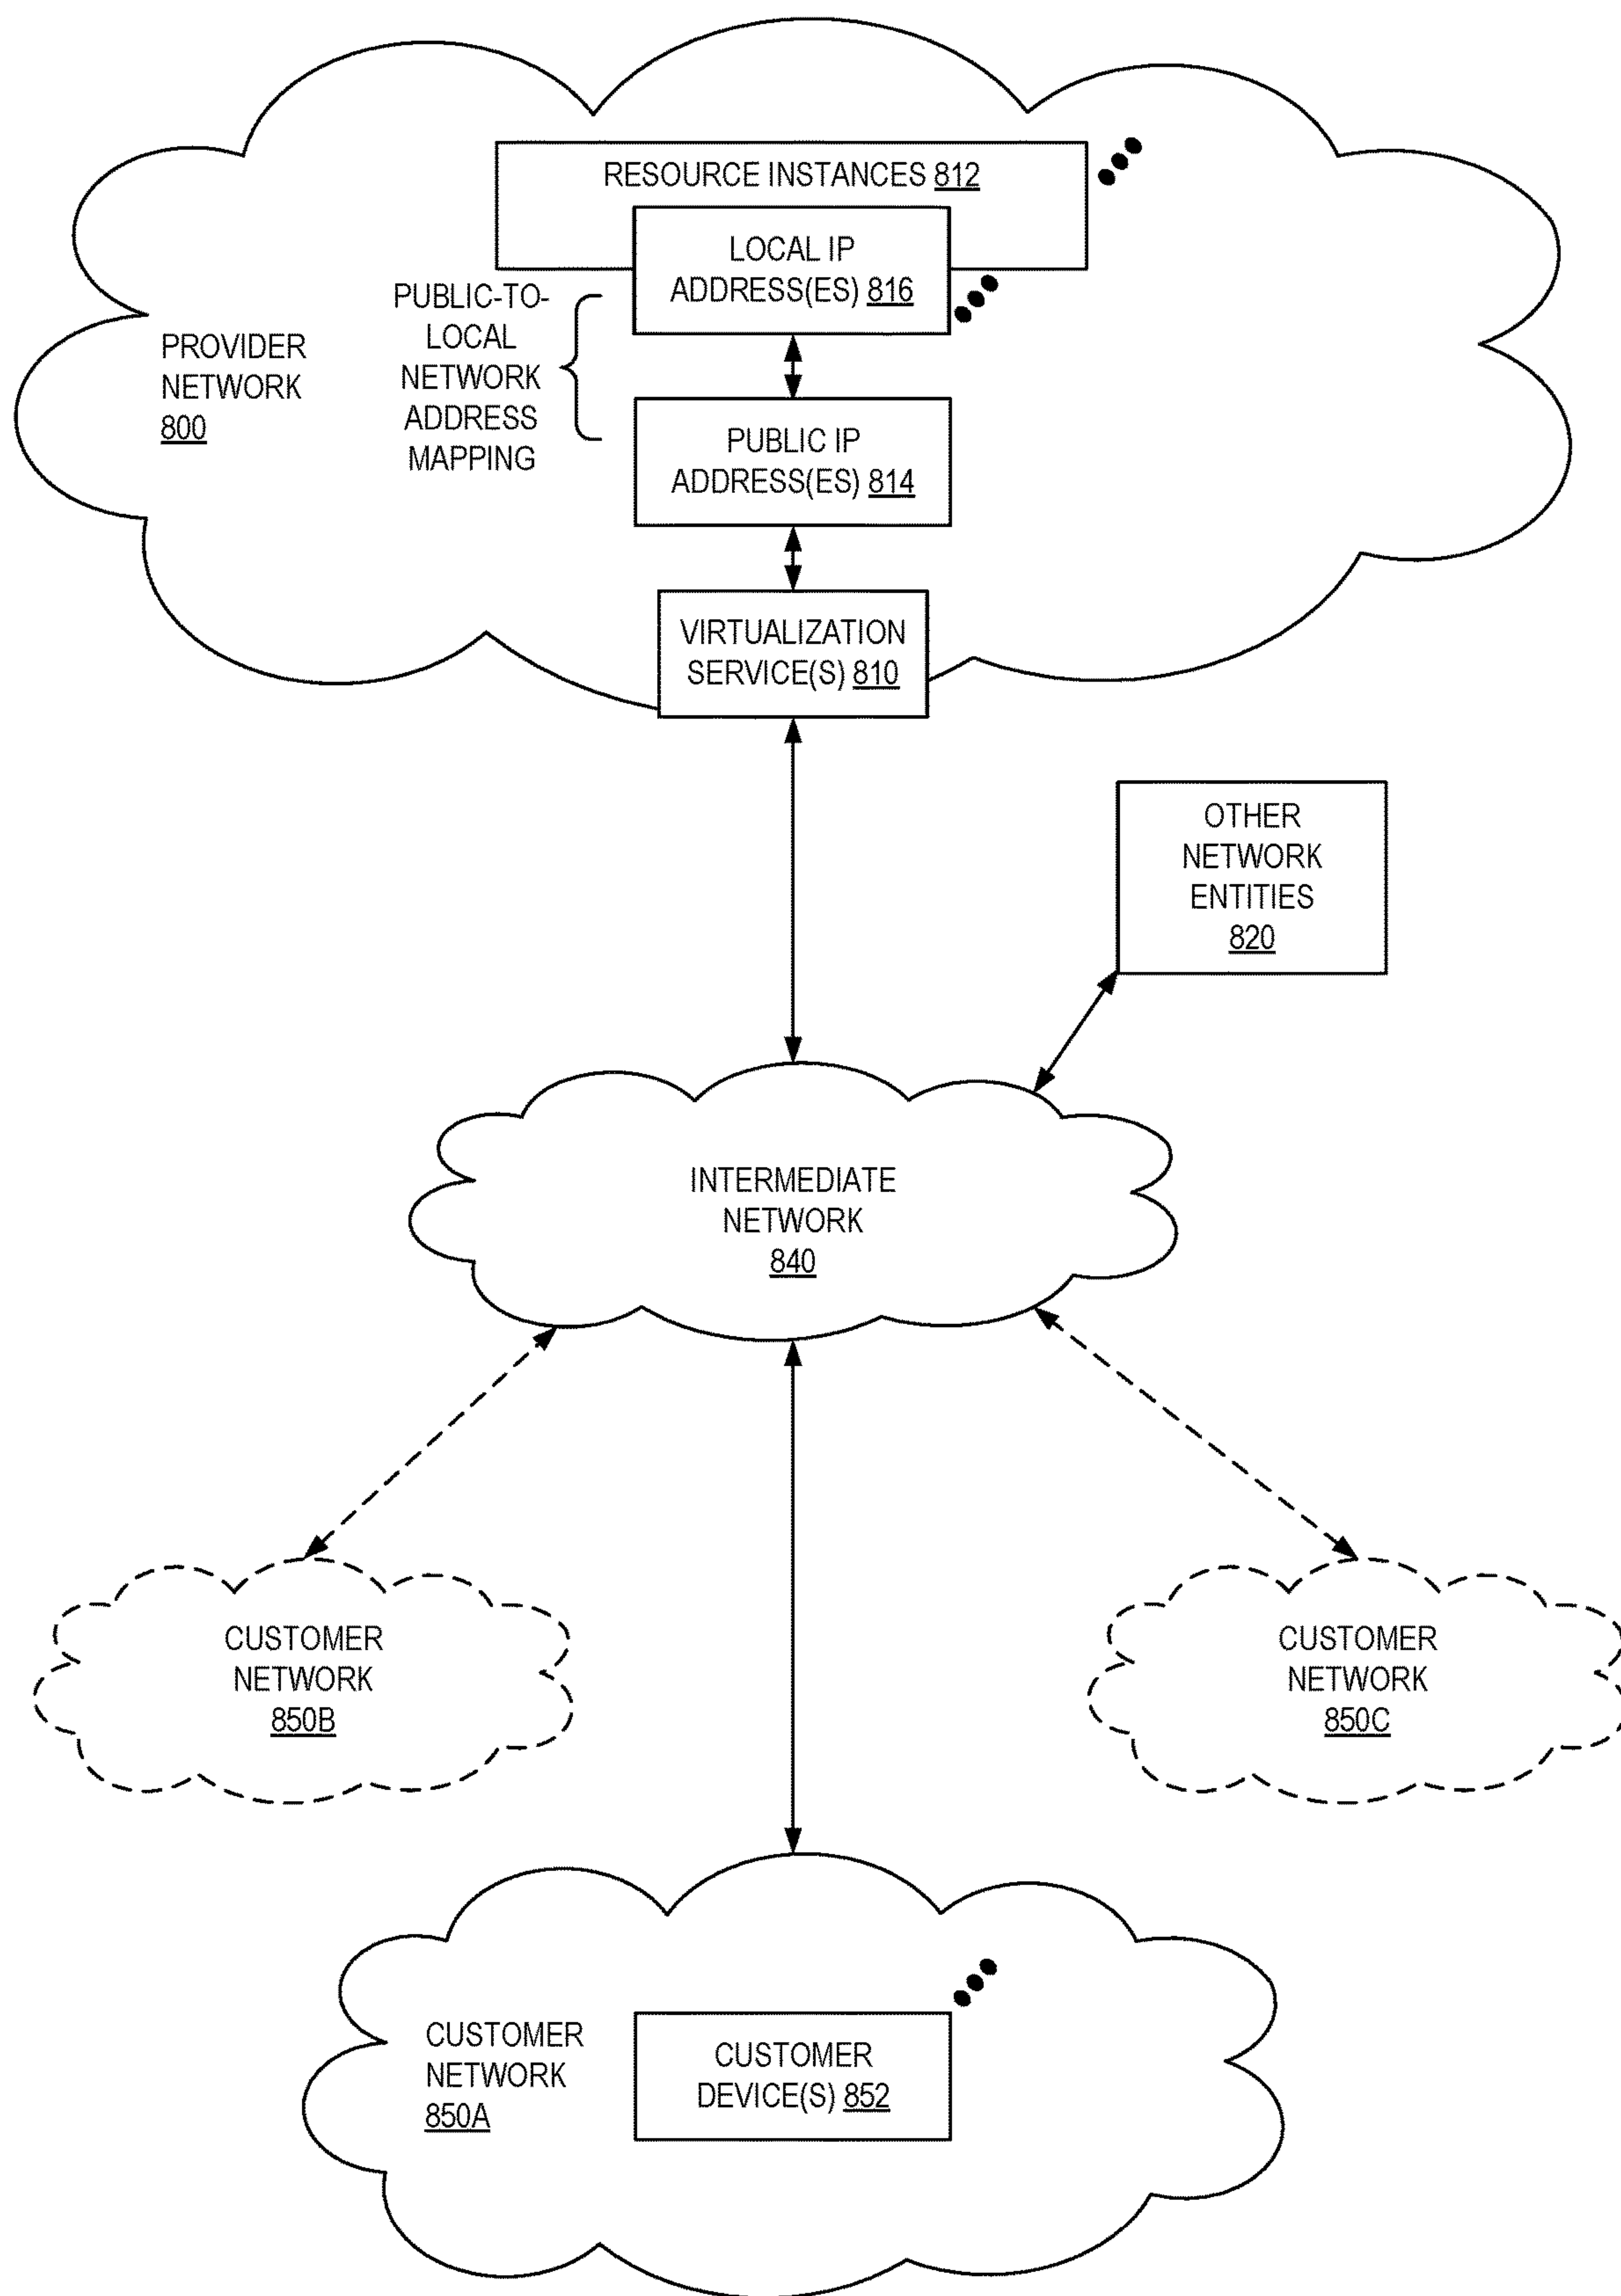 RESOURCE INSTANCES 812
LOCAL IP
ADDRESS(ES) 816
PUBLIC-TO-
LOCAL
NETWORK
ADDRESS
MAPPING
PROVIDER
NETWORK
800
PUBLIC IP
ADDRESS(ES) 814
VIRTUALIZATION
SERVICE(S) 810
OTHER
NETWORK
ENTITIES
820
INTERMEDIATE
NETWORK
840
CUSTOMER
NETWORK
850B
CUSTOMER
NETWORK
850C
CUSTOMER
NETWORK
850A
CUSTOMER
DEVICE(S) 852